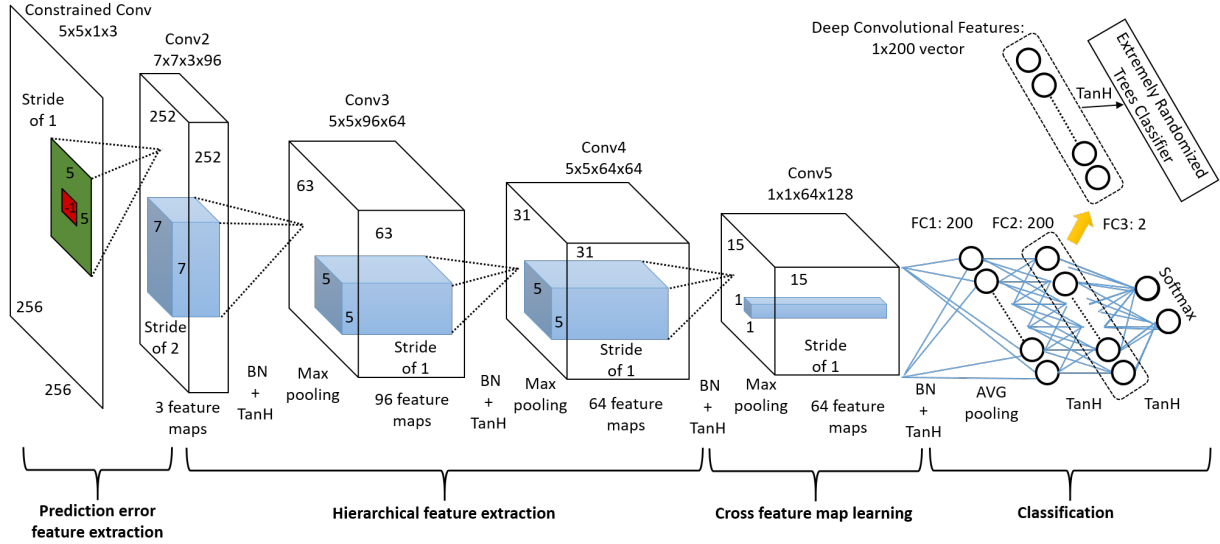 Constrained Conv
5x5x1x3
Stride
of 1
5
-1
5
256
256
Conv2
7x7x3x96
252
252
7
7
Stride
of 2
3 feature
maps
BN
+
TanH
Conv3
5x5x96x64
63
63
5
5
Stride
of 1
Max
pooling
96 feature
maps
BN
+
TanH
Conv4
5x5x64x64
31
31
5
5
Stride
of 1
Max
pooling
64 feature
maps
BN
+
TanH
Conv5
1x1x64x128
15
15
1
1
Stride
of 1
Max
pooling
64 feature
maps
BN
+
TanH
Deep Convolutional Features:
1x200 vector
TanH
Extremely Randomized
Trees Classifier
FC1: 200
FC2: 200
FC3: 2
Softmax
AVG
pooling
TanH
TanH
Prediction error
feature extraction
Hierarchical feature extraction
Cross feature map learning
Classification